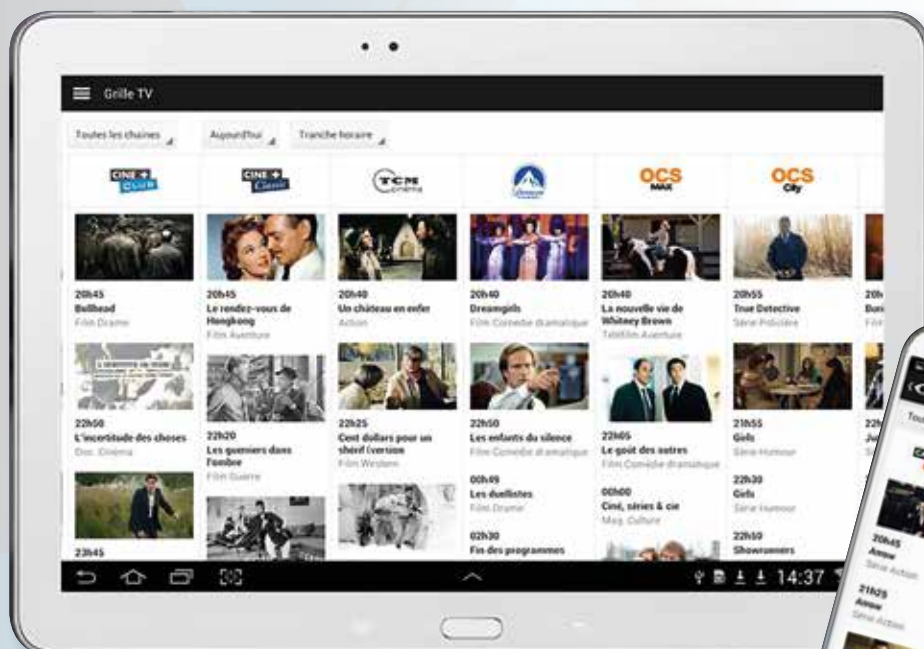 Grille TV
Toutes les chaînes
Aujourd'hui
Tranche horaire
CINE +
CLUB
CINE +
Classic
TCM
cinéma
OCS
MAX
OCS
City
20h45
Bullhead
Film Drame
L'INCERTITUDE DES CHOSES
22h50
L'incertitude des choses
Doc. Cinéma
23h45
20h45
Le rendez-vous de
Hongkong
Film Aventure
22h20
Les guerriers dans
l'ombre
Film Guerre
20h40
Un château en enfer
Action
22h25
Cent dollars pour un
shérif (version
Film Western
20h40
Dreamgirls
Film Comédie dramatique
22h50
Les enfants du silence
Film Comédie dramatique
00h49
Les duellistes
Film Drame
02h30
Fin des programmes
20h40
La nouvelle vie de
Whitney Brown
Téléfilm Aventure
22h05
Le goût des autres
Film Comédie dramatique
00h00
Ciné, séries & cie
Mag. Culture
20h55
True Detective
Série Policière
21h55
Girls
Série Humour
22h30
Girls
Série Humour
22h50
Showrunners
14:37
20h45
Arrow
Série Action
21h25
Arrow
Série Action